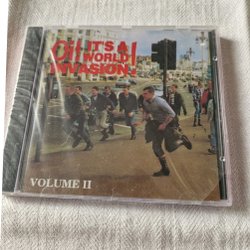 Oi! IT'S A
WORLD
INVASION!
VOLUME II